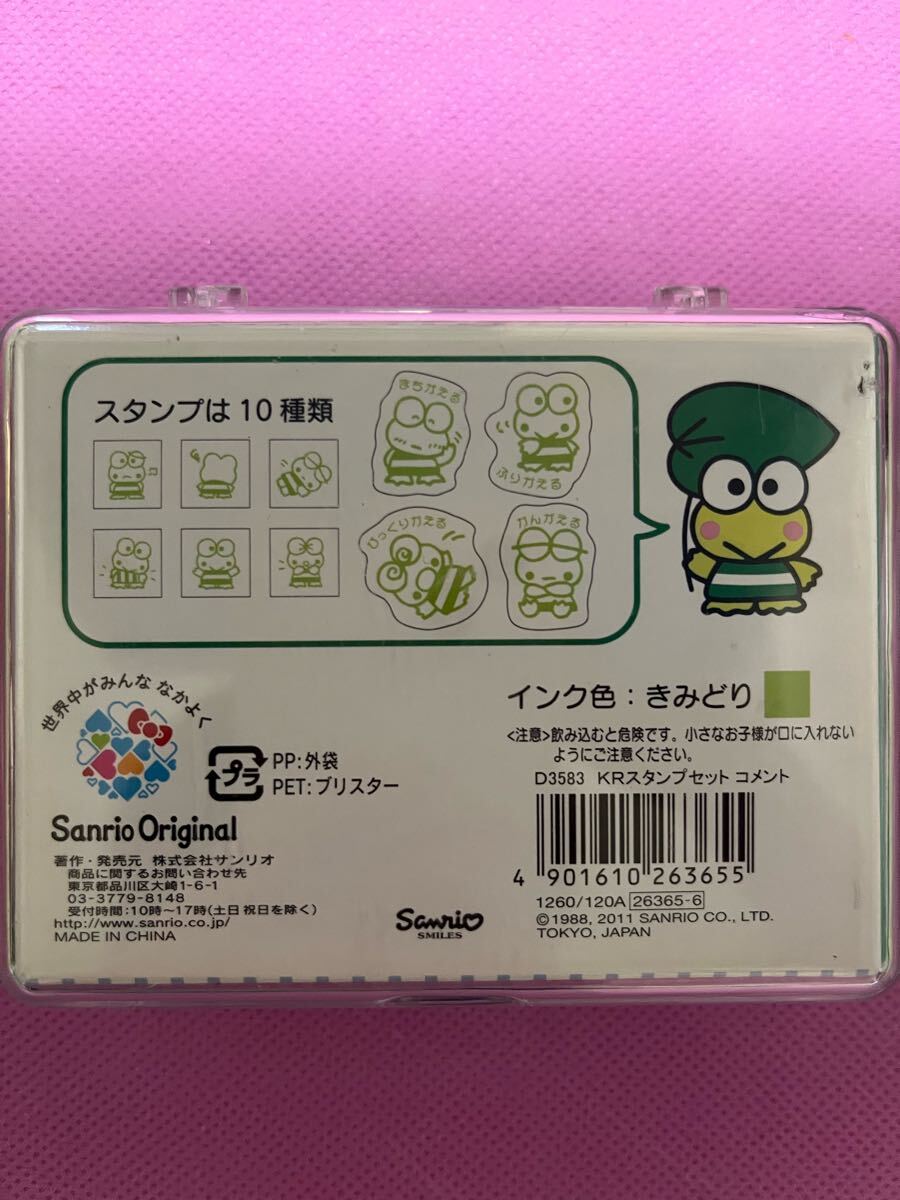 スタンプは10種類
まちがえる
ふりかえる
ひっくりかえる
かんがえる
世界中がみんな なかよく
Sanrio Original
プラ
PP:外袋
PET:ブリスター
著作・発売元 株式会社サンリオ
商品に関するお問い合わせ先
東京都品川区大崎1-6-1
03-3779-8148
受付時間:10時〜17時(土日 祝日を除く)
http://www.sanrio.co.jp/
MADE IN CHINA
Sanrio
SMILES
インク色:きみどり
<注意>飲み込むと危険です。小さなお子様が口に入れない
ようにご注意ください。
D3583 KRスタンプセット コメント
4 901610 263655
1260/120A 26365-6
©1988, 2011 SANRIO CO., LTD.
TOKYO, JAPAN